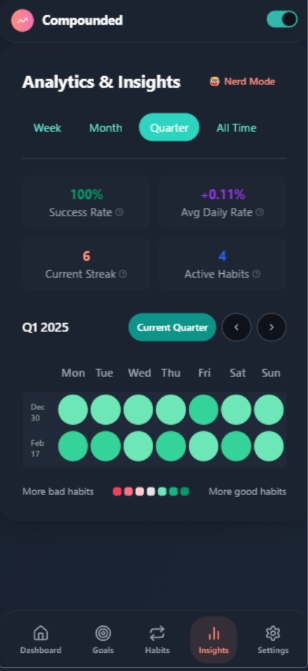 Compounded
Analytics & Insights
🤓 Nerd Mode
Week Month Quarter All Time
100% +0.11%
Success Rate Avg Daily Rate
6 4
Current Streak Active Habits
Q1 2025 Current Quarter
Mon Tue Wed Thu Fri Sat Sun
Dec
30
Feb
17
More bad habits More good habits
Dashboard Goals Habits Insights Settings